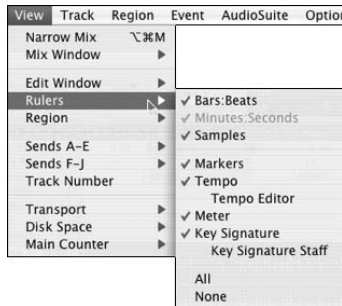 View Track Region Event AudioSuite Optio
Narrow Mix ⌥⌘M
Mix Window
Edit Window
Rulers
Region
Sends A-E
Sends F-J
Track Number
Transport
Disk Space
Main Counter
✓ Bars:Beats
✓ Minutes:Seconds
✓ Samples
✓ Markers
✓ Tempo
Tempo Editor
✓ Meter
✓ Key Signature
Key Signature Staff
All
None